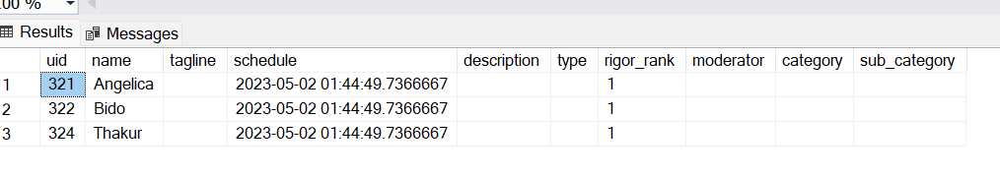 .00 %
Results Messages
uid name tagline schedule description type rigor_rank moderator category sub_category
1 321 Angelica 2023-05-02 01:44:49.7366667 1
2 322 Bido 2023-05-02 01:44:49.7366667 1
3 324 Thakur 2023-05-02 01:44:49.7366667 1